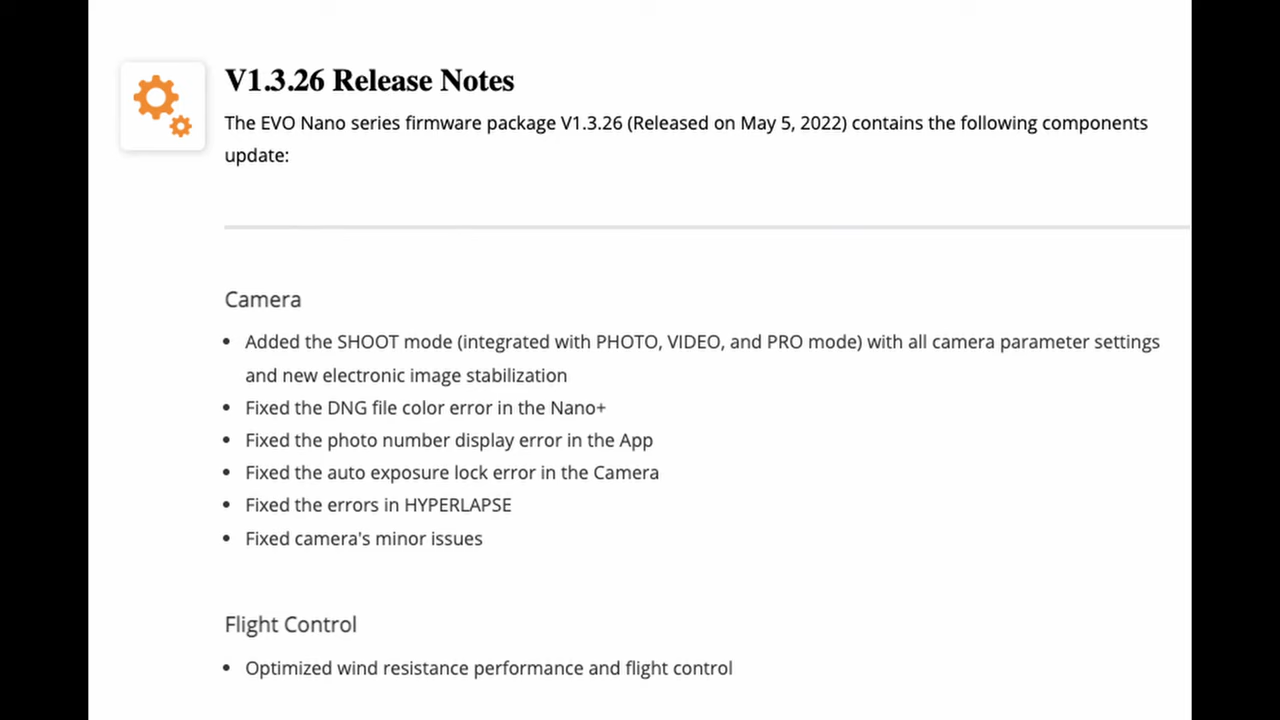 V1.3.26 Release Notes
The EVO Nano series firmware package V1.3.26 (Released on May 5, 2022) contains the following components
update:
Camera
• Added the SHOOT mode (integrated with PHOTO, VIDEO, and PRO mode) with all camera parameter settings
and new electronic image stabilization
• Fixed the DNG file color error in the Nano+
• Fixed the photo number display error in the App
• Fixed the auto exposure lock error in the Camera
• Fixed the errors in HYPERLAPSE
• Fixed camera's minor issues
Flight Control
• Optimized wind resistance performance and flight control